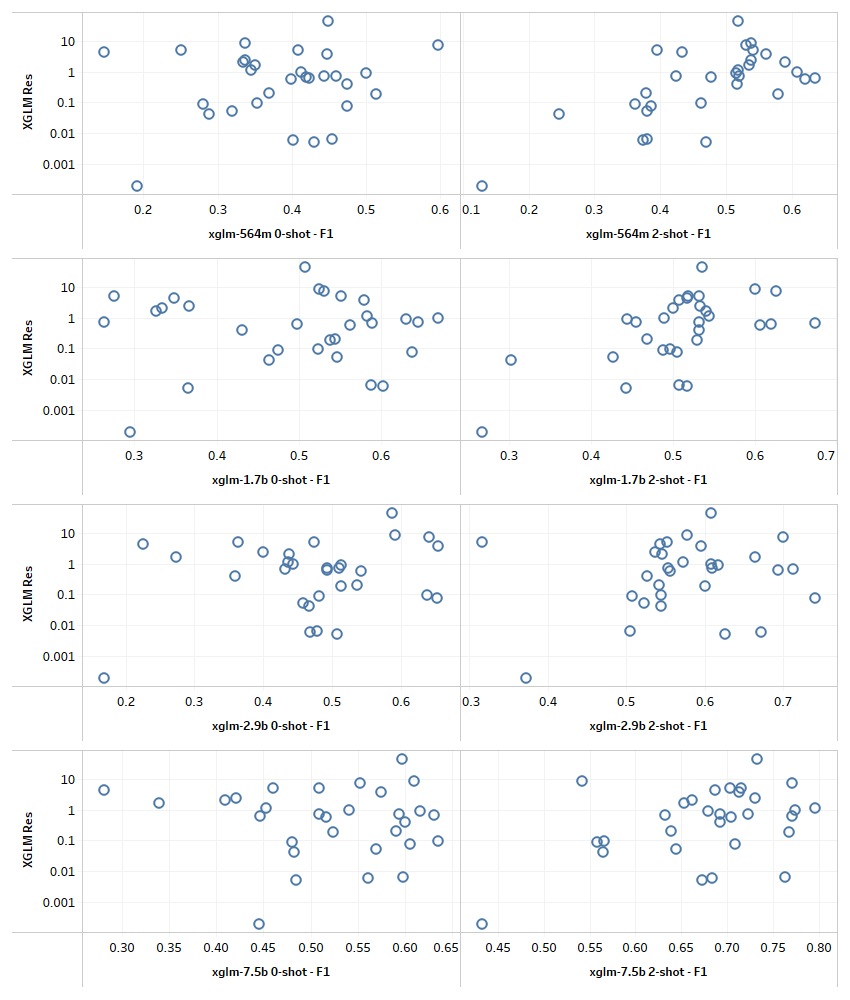 XGLM Res
10
1
0.1
0.01
0.001
0.2 0.3 0.4 0.5 0.6 0.1 0.2 0.3 0.4 0.5 0.6
xglm-564m 0-shot - F1 xglm-564m 2-shot - F1
XGLM Res
10
1
0.1
0.01
0.001
0.3 0.4 0.5 0.6 0.3 0.4 0.5 0.6 0.7
xglm-1.7b 0-shot - F1 xglm-1.7b 2-shot - F1
XGLM Res
10
1
0.1
0.01
0.001
0.2 0.3 0.4 0.5 0.6 0.3 0.4 0.5 0.6 0.7
xglm-2.9b 0-shot - F1 xglm-2.9b 2-shot - F1
XGLM Res
10
1
0.1
0.01
0.001
0.30 0.35 0.40 0.45 0.50 0.55 0.60 0.65 0.45 0.50 0.55 0.60 0.65 0.70 0.75 0.80
xglm-7.5b 0-shot - F1 xglm-7.5b 2-shot - F1